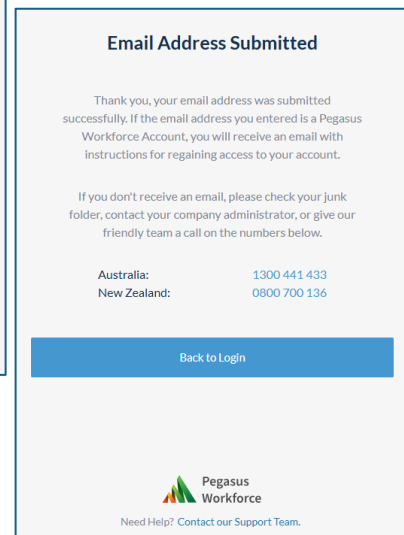 Email Address Submitted
Thank you, your email address was submitted
successfully. If the email address you entered is a Pegasus
Workforce Account, you will receive an email with
instructions for regaining access to your account.
If you don't receive an email, please check your junk
folder, contact your company administrator, or give our
friendly team a call on the numbers below.
Australia: 1300 441 433
New Zealand: 0800 700 136
Back to Login
Pegasus
Workforce
Need Help? Contact our Support Team.